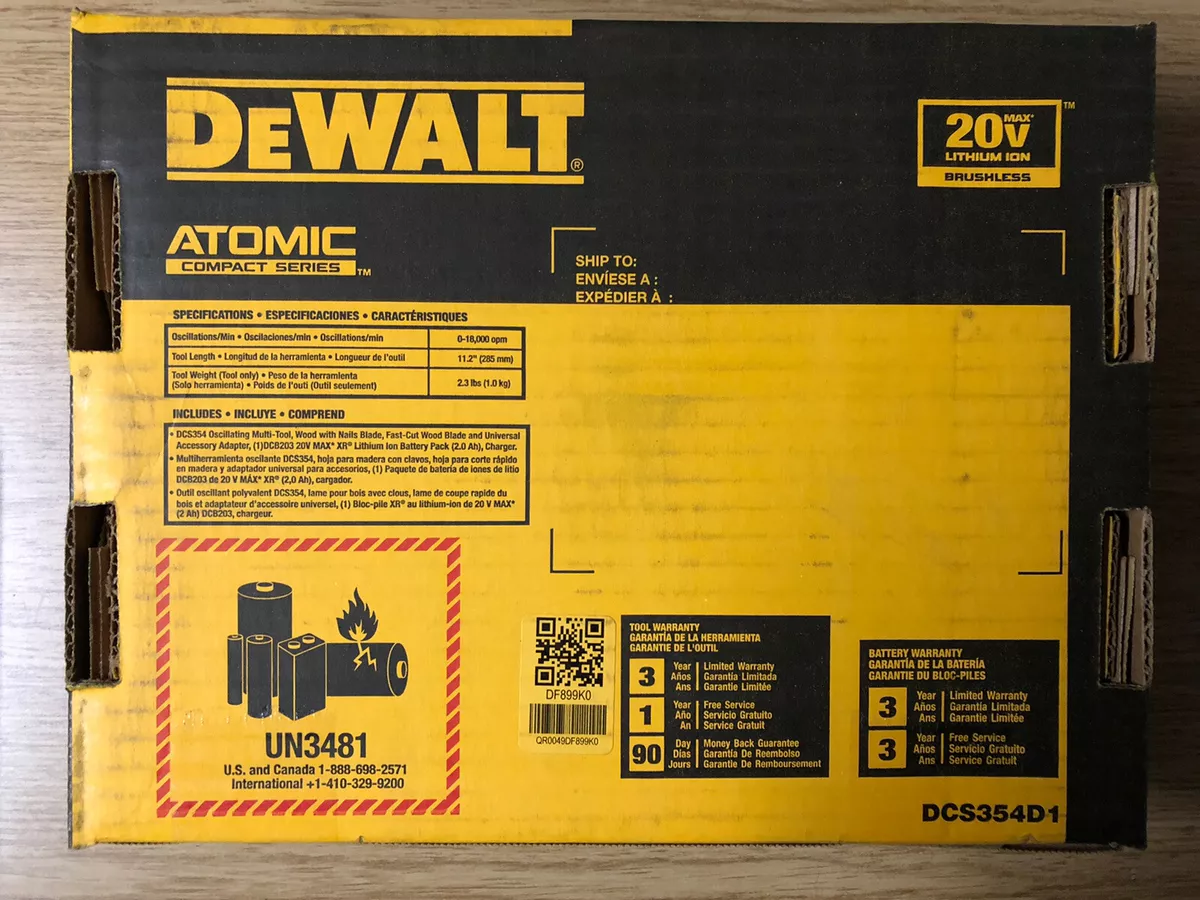 DEWALT®
20V MAX* ™
LITHIUM ION
BRUSHLESS
ATOMIC
COMPACT SERIES™
SHIP TO:
ENVÍESE A :
EXPÉDIER À :
SPECIFICATIONS • ESPECIFICACIONES • CARACTÉRISTIQUES
Oscillations/Min • Oscilaciones/min • Oscillations/min 0-18,000 opm
Tool Length • Longitud de la herramienta • Longueur de l'outil 11.2" (285 mm)
Tool Weight (Tool only) • Peso de la herramienta
(Solo herramienta) • Poids de l'outi (Outil seulement) 2.3 lbs (1.0 kg)
INCLUDES • INCLUYE • COMPREND
• DCS354 Oscillating Multi-Tool, Wood with Nails Blade, Fast-Cut Wood Blade and Universal
Accessory Adapter, (1)DCB203 20V MAX* XR® Lithium Ion Battery Pack (2.0 Ah), Charger.
• Multiherramienta oscilante DCS354, hoja para madera con clavos, hoja para corte rápido
en madera y adaptador universal para accesorios, (1) Paquete de batería de iones de litio
DCB203 de 20 V MÁX* XR® (2,0 Ah), cargador.
• Outil oscillant polyvalent DCS354, lame pour bois avec clous, lame de coupe rapide du
bois et adaptateur d'accessoire universel, (1) Bloc-pile XR® au lithium-ion de 20 V MAX*
(2 Ah) DCB203, chargeur.
UN3481
U.S. and Canada 1-888-698-2571
International +1-410-329-9200
DF899K0
QR0049DF899K0
TOOL WARRANTY
GARANTÍA DE LA HERRAMIENTA
GARANTIE DE L'OUTIL
3 Year Limited Warranty
Años Garantía Limitada
Ans Garantie Limitée
1 Year Free Service
Año Servicio Gratuito
An Service Gratuit
90 Day Money Back Guarantee
Días Garantía De Reembolso
Jours Garantie De Remboursement
BATTERY WARRANTY
GARANTÍA DE LA BATERÍA
GARANTIE DU BLOC-PILES
3 Year Limited Warranty
Años Garantía Limitada
Ans Garantie Limitée
3 Year Free Service
Años Servicio Gratuito
Ans Service Gratuit
DCS354D1